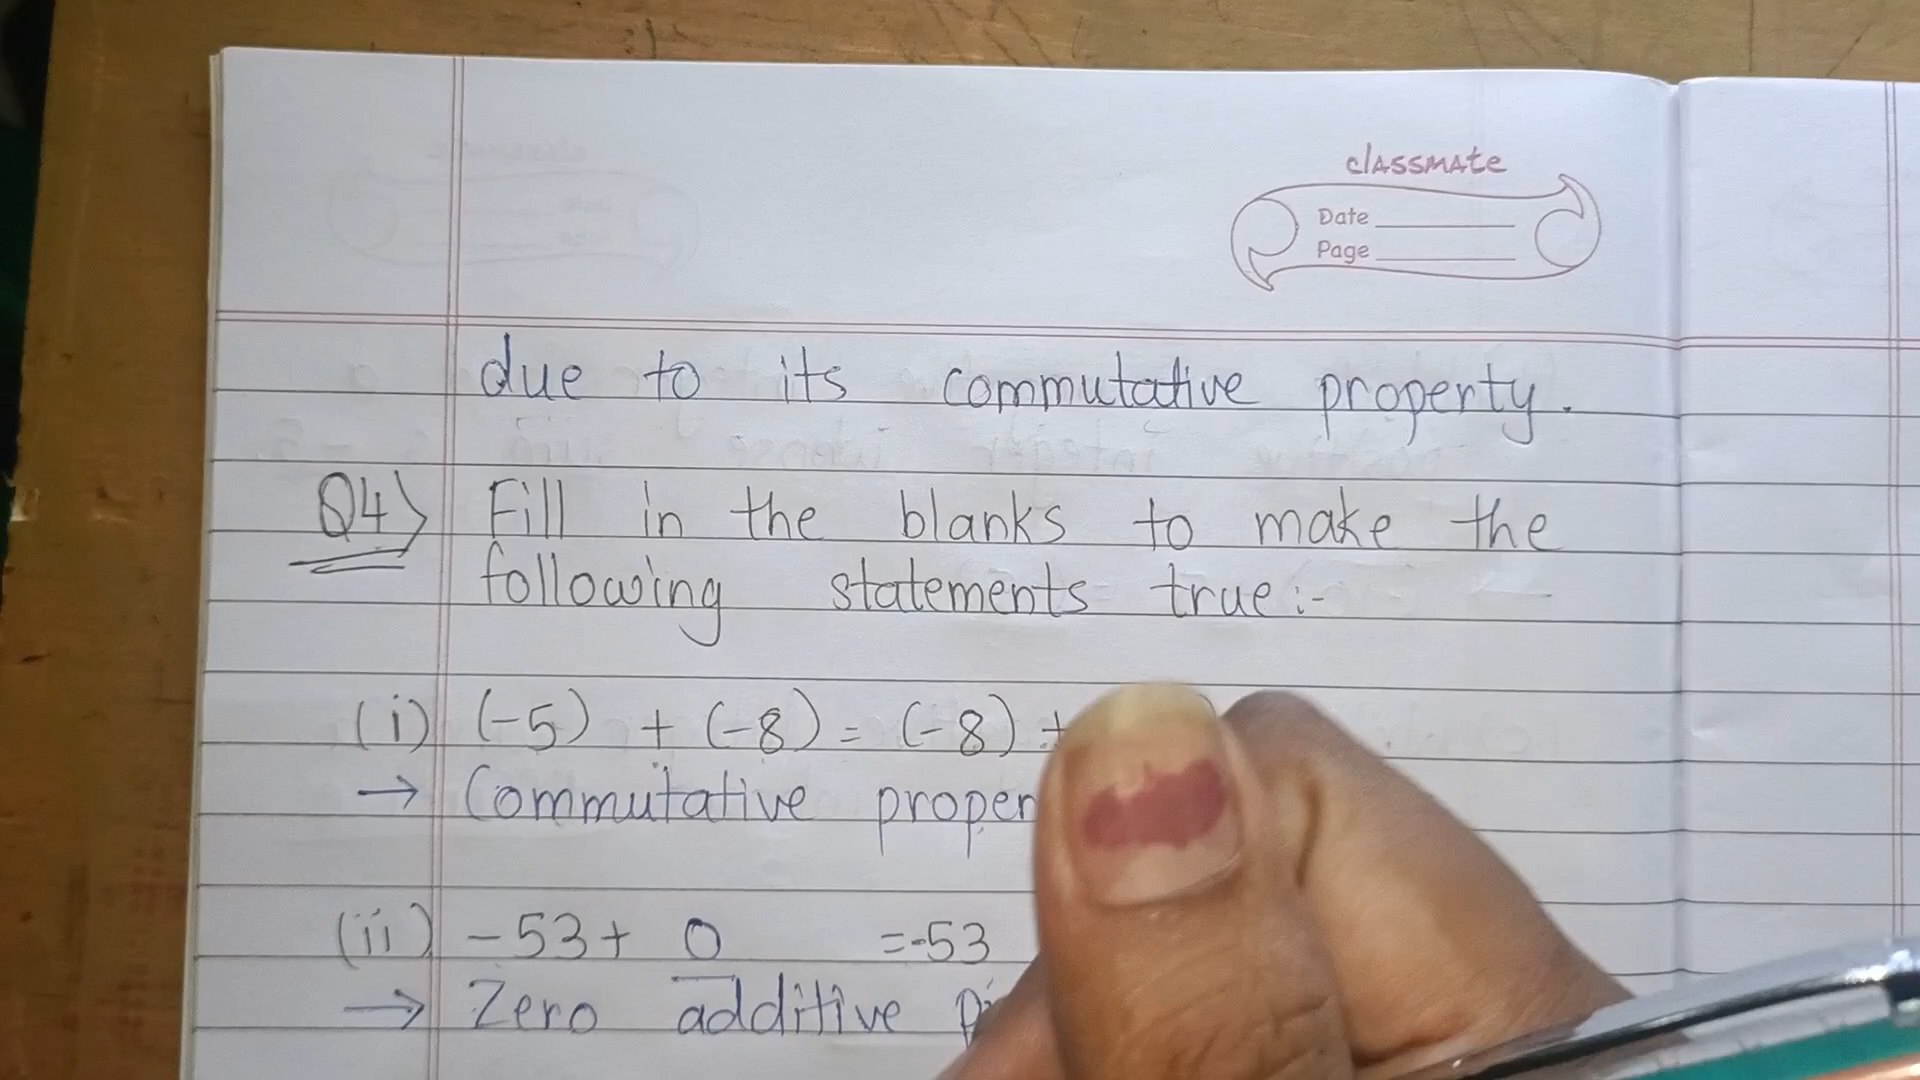 classmate
Date
Page
due to its commutative property.
Q4) Fill in the blanks to make the
following statements true:-
(i) (-5) + (-8) = (-8) +
→ Commutative
(ii) -53 + 0 = -53
→ Zero additive